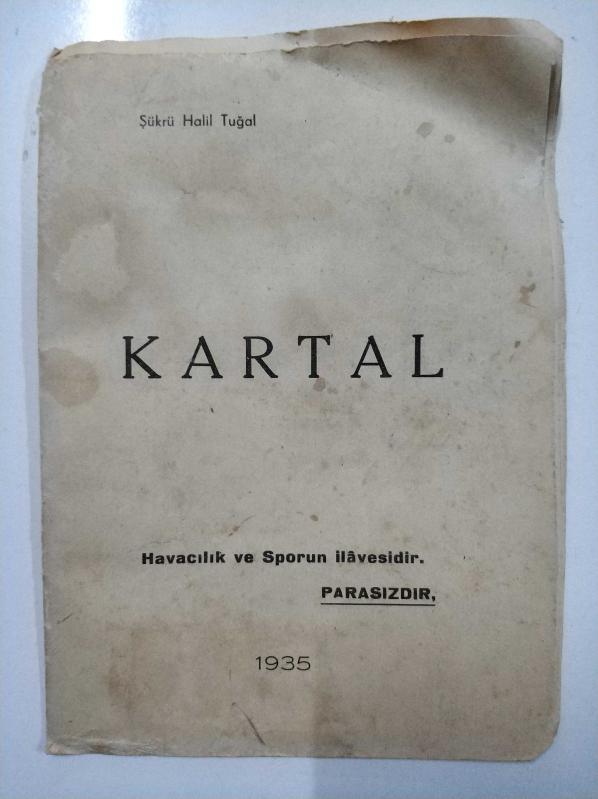 Şükrü Halil Tuğal
KARTAL
Havacılık ve Sporun ilâvesidir.
PARASIZDIR,
1935